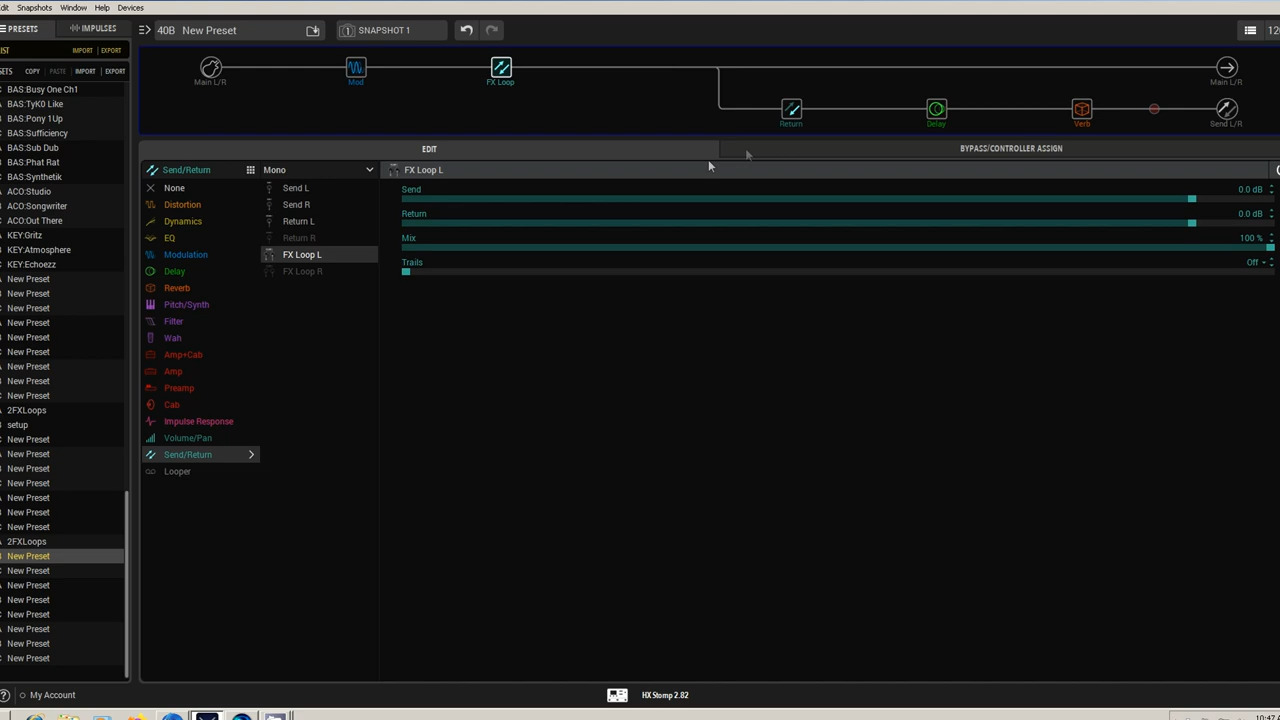 dit Snapshots Window Help Devices
PRESETS IMPULSES
40B New Preset
1 SNAPSHOT 1
120
IST IMPORT EXPORT
SETS COPY PASTE IMPORT EXPORT
Main L/R Mod FX Loop Main L/R
Return Delay Verb Send L/R
EDIT BYPASS/CONTROLLER ASSIGN
BAS:Busy One Ch1
BAS:TyK0 Like
BAS:Pony 1Up
BAS:Sufficiency
BAS:Sub Dub
BAS:Phat Rat
BAS:Synthetik
ACO:Studio
ACO:Songwriter
ACO:Out There
KEY:Gritz
KEY:Atmosphere
KEY:Echoezz
New Preset
New Preset
New Preset
New Preset
New Preset
New Preset
New Preset
New Preset
New Preset
2FXLoops
setup
New Preset
New Preset
New Preset
New Preset
New Preset
New Preset
New Preset
2FXLoops
New Preset
New Preset
New Preset
New Preset
New Preset
New Preset
New Preset
New Preset
Send/Return
None
Distortion
Dynamics
EQ
Modulation
Delay
Reverb
Pitch/Synth
Filter
Wah
Amp+Cab
Amp
Preamp
Cab
Impulse Response
Volume/Pan
Send/Return
Looper
Mono
Send L
Send R
Return L
Return R
FX Loop L
FX Loop R
FX Loop L
Send 0.0 dB
Return 0.0 dB
Mix 100 %
Trails Off
? My Account
HX Stomp 2.82